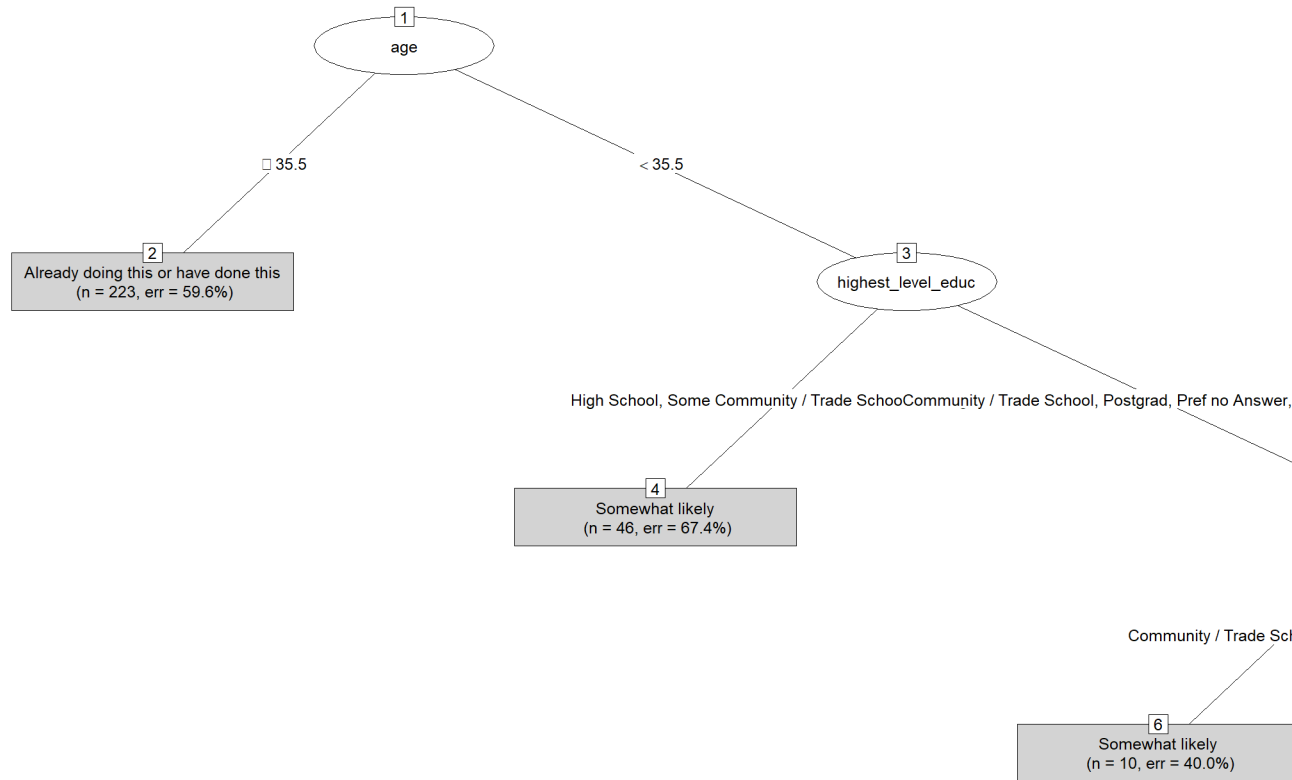 1
age
□ 35.5
< 35.5
2
Already doing this or have done this
(n = 223, err = 59.6%)
3
highest_level_educ
High School, Some Community / Trade SchooCommunity / Trade School, Postgrad, Pref no Answer,
4
Somewhat likely
(n = 46, err = 67.4%)
Community / Trade Sch
6
Somewhat likely
(n = 10, err = 40.0%)